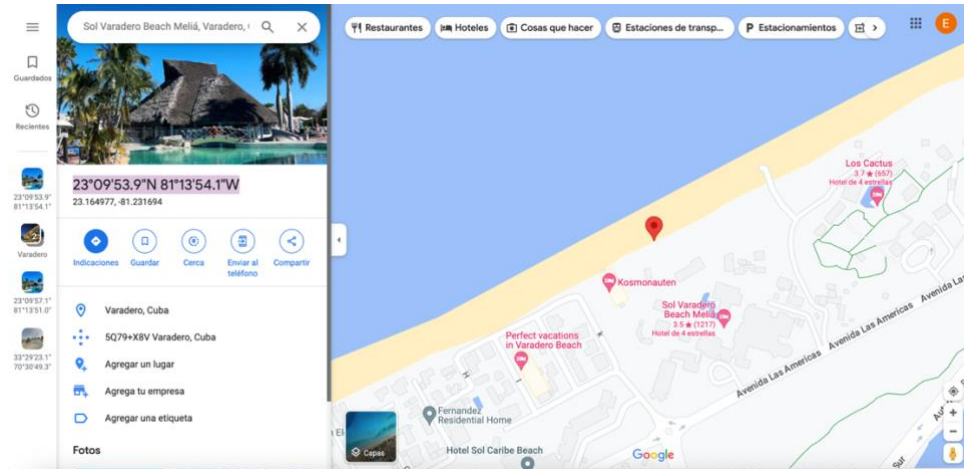 Sol Varadero Beach Meliá, Varadero,
Guardados
Recientes
23°09'53.9"
81°13'54.1"
Varadero
23°09'57.1"
81°13'51.0"
33°29'23.1"
70°30'49.3"
23°09'53.9"N 81°13'54.1"W
23.164977, -81.231694
Indicaciones
Guardar
Cerca
Enviar al
teléfono
Compartir
Varadero, Cuba
5Q79+X8V Varadero, Cuba
Agregar un lugar
Agrega tu empresa
Agregar una etiqueta
Fotos
Restaurantes
Hoteles
Cosas que hacer
Estaciones de transp...
P Estacionamientos
E
Los Cactus
3.7 ★ (657)
Hotel de 4 estrellas
Kosmonauten
Sol Varadero
Beach Meliá
3.5 ★ (1217)
Hotel de 4 estrellas
Perfect vacations
in Varadero Beach
Avenida Las Americas
Avenida Las Americas
Avenida Las
Avenida Las Americas
Fernandez
Residential Home
Hotel Sol Caribe Beach
Capas
Google
Sur